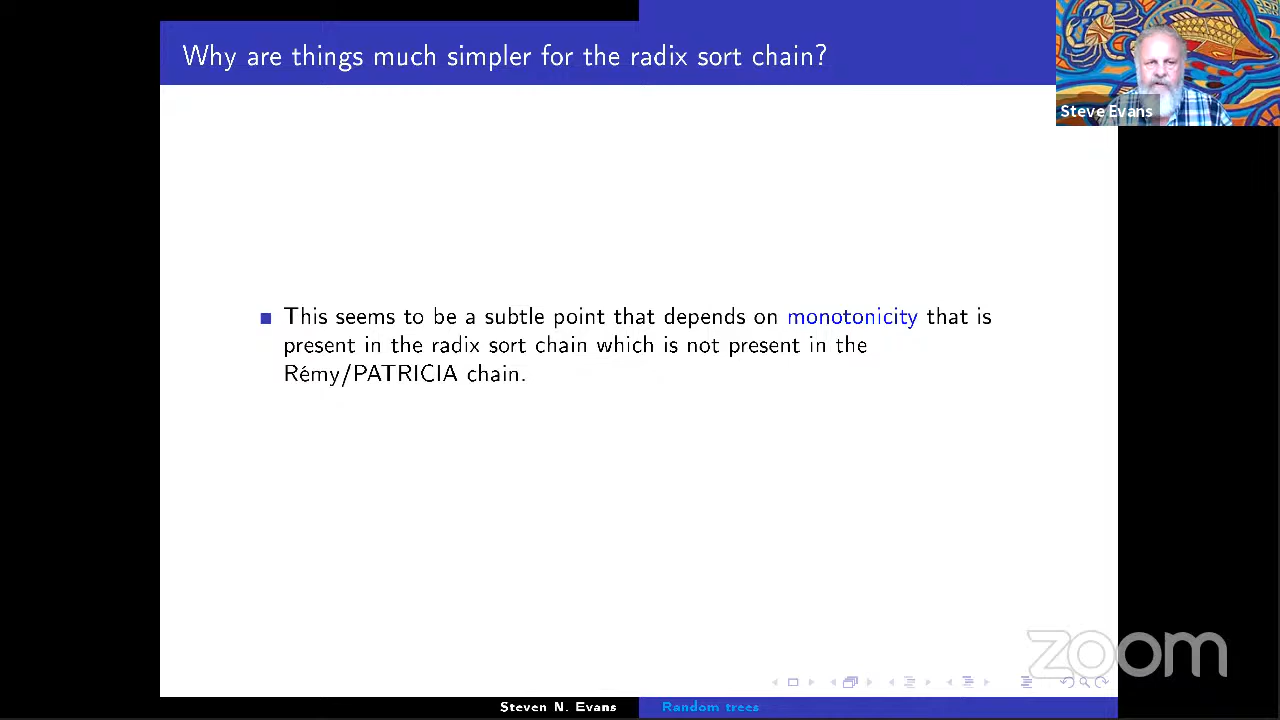 Why are things much simpler for the radix sort chain?
Steve Evans
This seems to be a subtle point that depends on monotonicity that is
present in the radix sort chain which is not present in the
Rémy/PATRICIA chain.
zoom
Steven N. Evans
Random trees